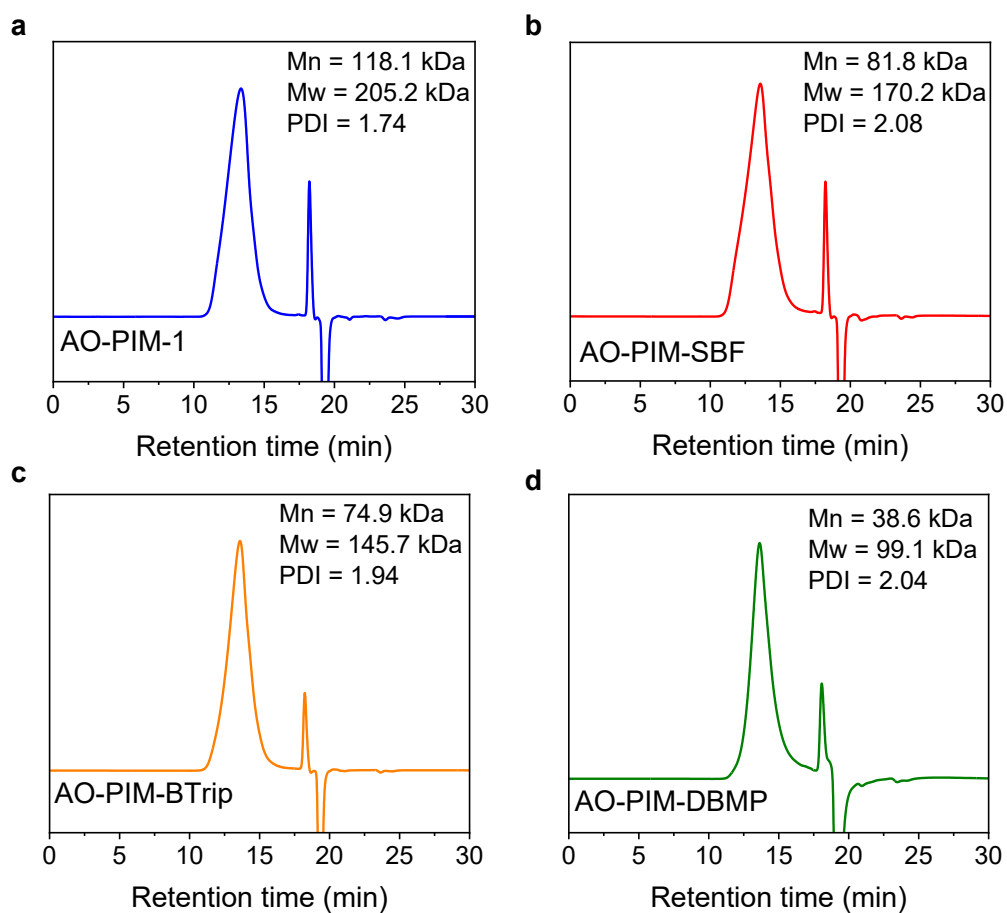 a
Mn = 118.1 kDa
Mw = 205.2 kDa
PDI = 1.74
AO-PIM-1
0 5 10 15 20 25 30
Retention time (min)
b
Mn = 81.8 kDa
Mw = 170.2 kDa
PDI = 2.08
AO-PIM-SBF
0 5 10 15 20 25 30
Retention time (min)
c
Mn = 74.9 kDa
Mw = 145.7 kDa
PDI = 1.94
AO-PIM-BTrip
0 5 10 15 20 25 30
Retention time (min)
d
Mn = 38.6 kDa
Mw = 99.1 kDa
PDI = 2.04
AO-PIM-DBMP
0 5 10 15 20 25 30
Retention time (min)